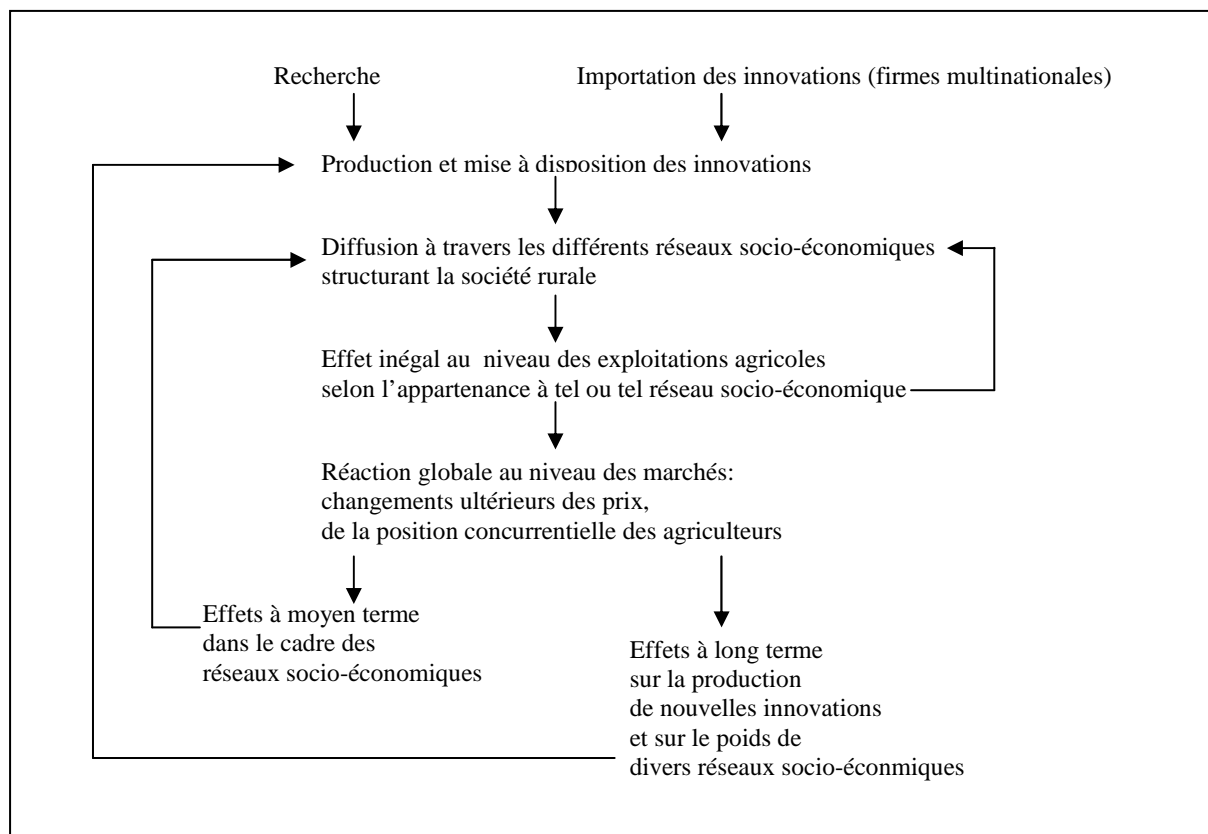 Recherche
Importation des innovations (firmes multinationales)
Production et mise à disposition des innovations
Diffusion à travers les différents réseaux socio-économiques
structurant la société rurale
Effet inégal au niveau des exploitations agricoles
selon l’appartenance à tel ou tel réseau socio-économique
Réaction globale au niveau des marchés:
changements ultérieurs des prix,
de la position concurrentielle des agriculteurs
Effets à moyen terme
dans le cadre des
réseaux socio-économiques
Effets à long terme
sur la production
de nouvelles innovations
et sur le poids de
divers réseaux socio-éconmiques